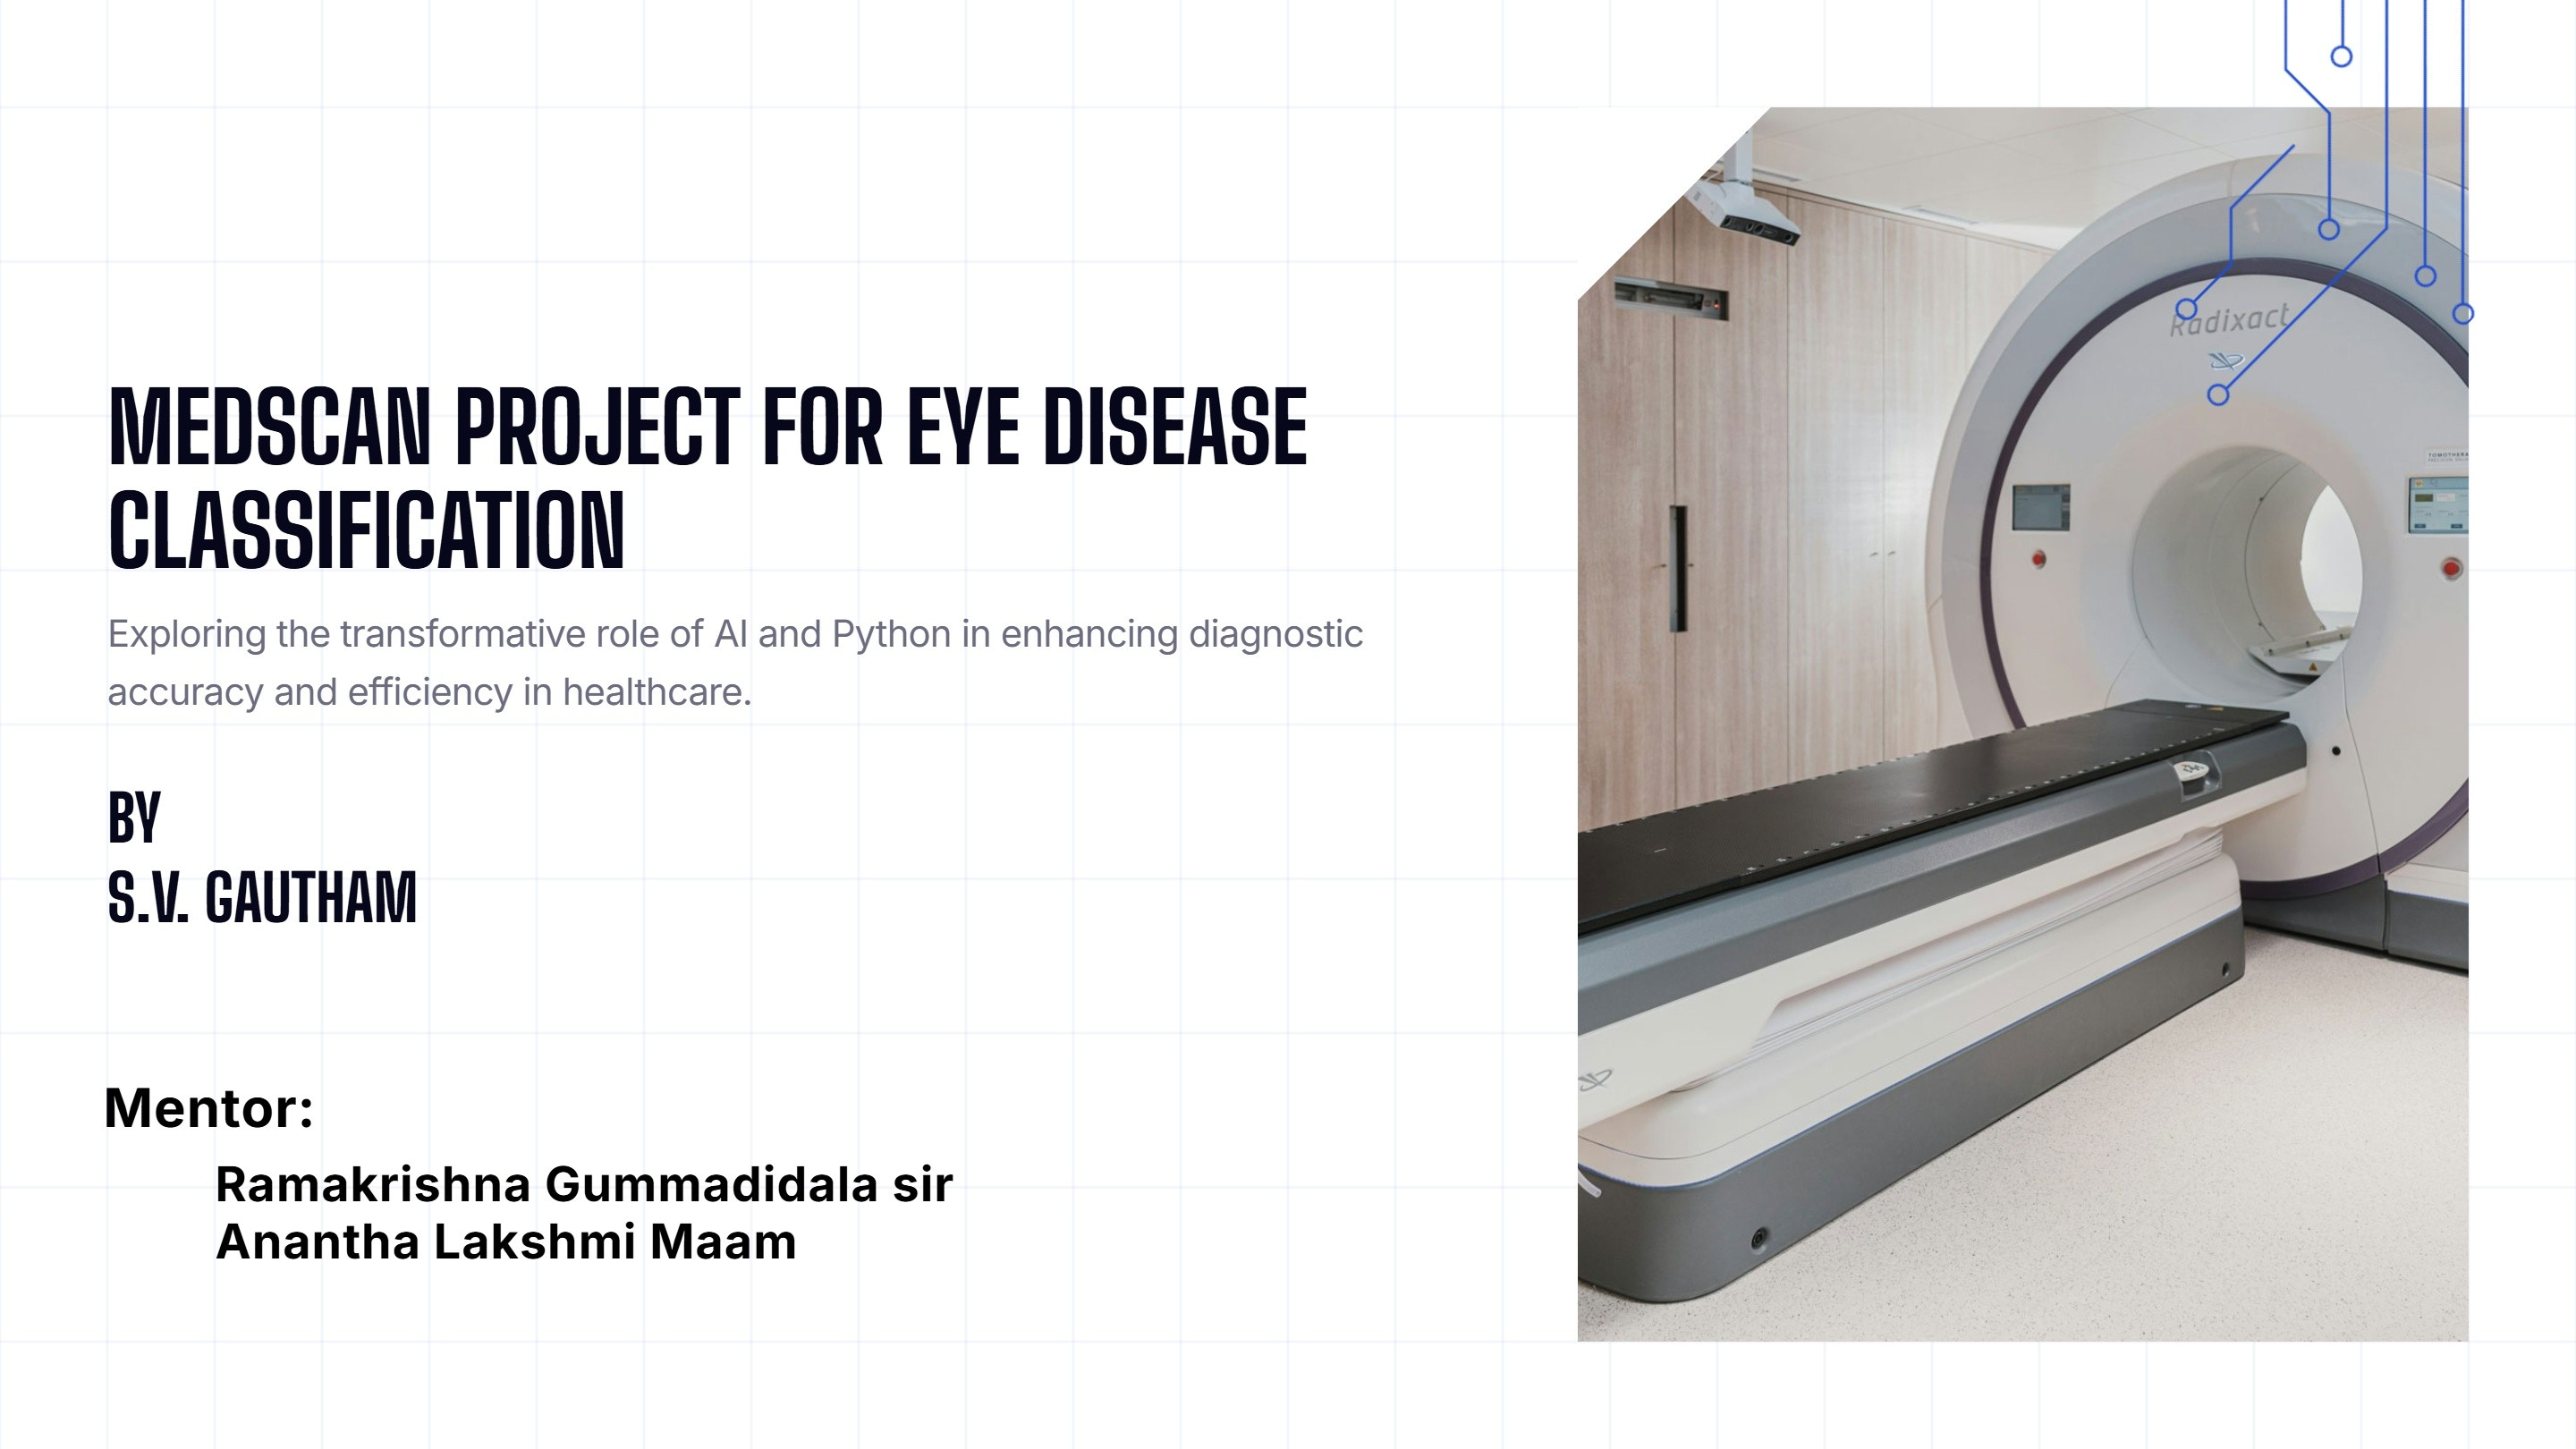 MEDSCAN PROJECT FOR EYE DISEASE
CLASSIFICATION
Exploring the transformative role of AI and Python in enhancing diagnostic
accuracy and efficiency in healthcare.
BY
S.V. GAUTHAM
Mentor:
Ramakrishna Gummadidala sir
Anantha Lakshmi Maam
Radixact